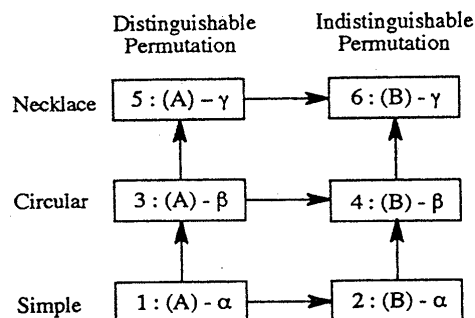 Distinguishable Indistinguishable
Permutation Permutation
Necklace 5 : (A) – γ 6 : (B) - γ
Circular 3 : (A) - β 4 : (B) - β
Simple 1 : (A) - α 2 : (B) - α